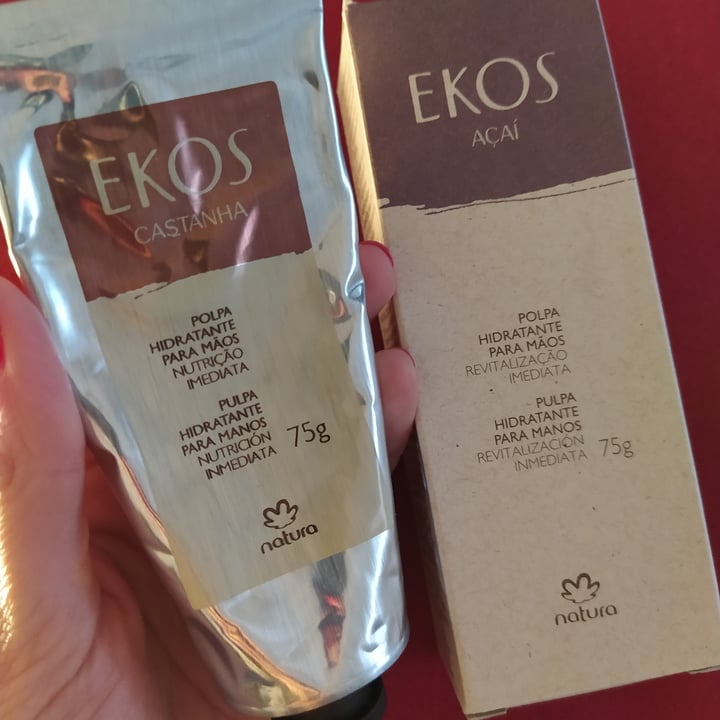 EKOS
CASTANHA
POLPA
HIDRATANTE
PARA MÃOS
NUTRIÇÃO
IMEDIATA
PULPA
HIDRATANTE
PARA MANOS
NUTRICIÓN
INMEDIATA
75g
natura
EKOS
AÇAÍ
POLPA
HIDRATANTE
PARA MÃOS
REVITALIZAÇÃO
IMEDIATA
PULPA
HIDRATANTE
PARA MANOS
REVITALIZACIÓN
INMEDIATA
75g
natura